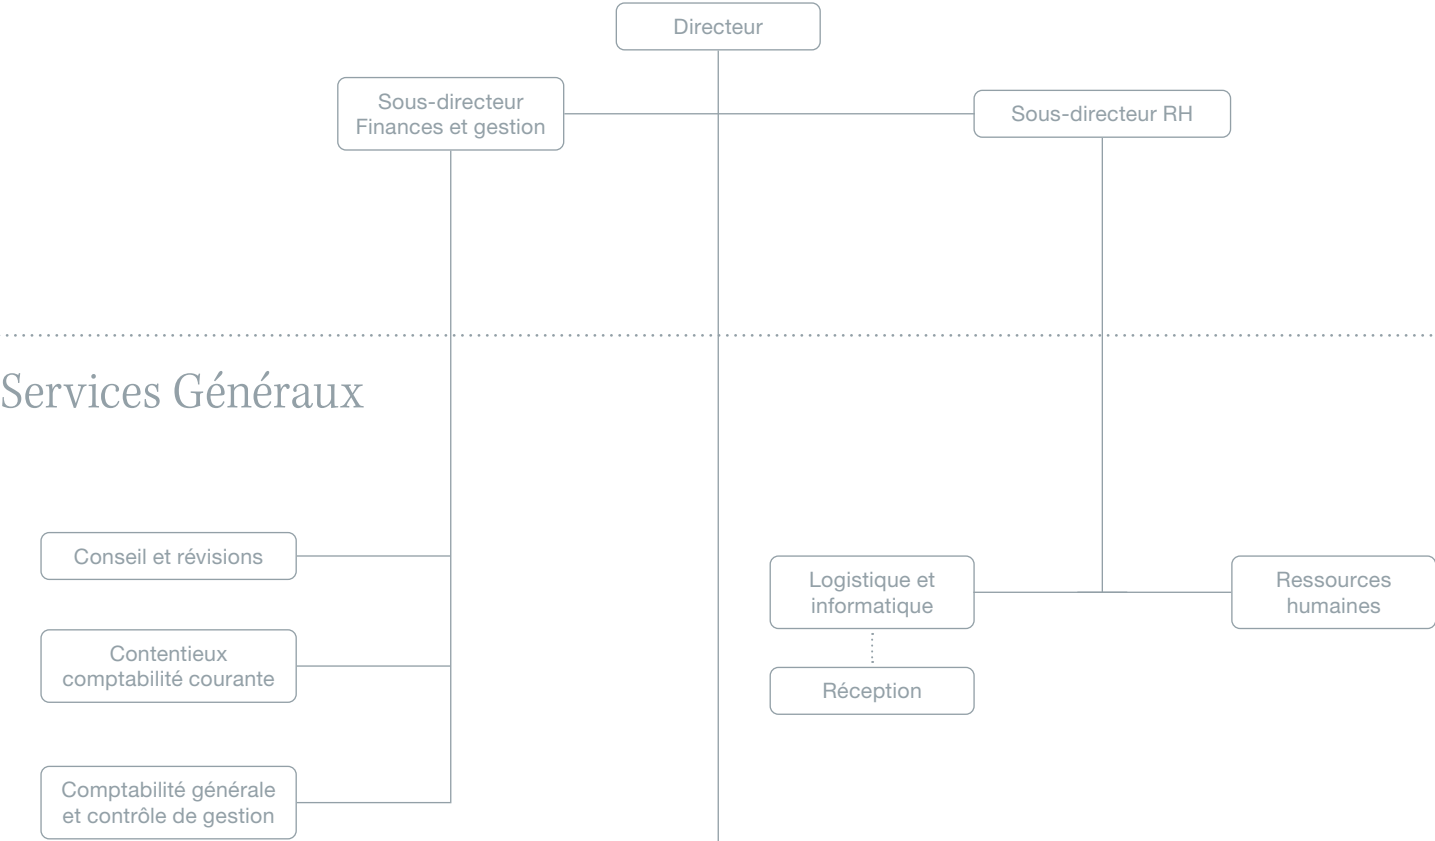 Directeur
Sous-directeur
Finances et gestion
Sous-directeur RH
Services Généraux
Conseil et révisions
Contentieux
comptabilité courante
Comptabilité générale
et contrôle de gestion
Logistique et
informatique
Réception
Ressources
humaines